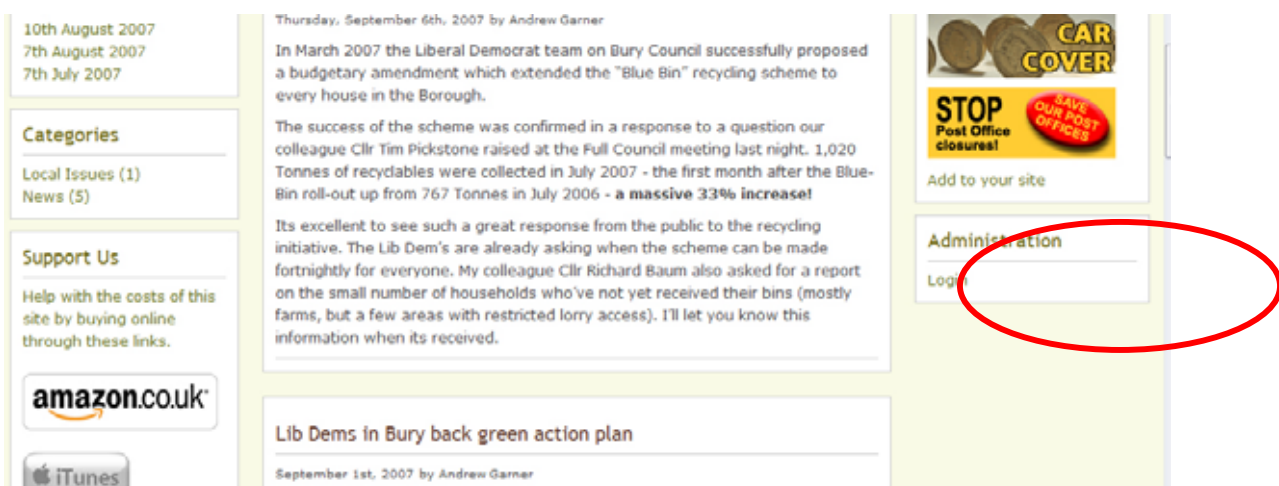 10th August 2007
7th August 2007
7th July 2007
Categories
Local Issues (1)
News (5)
Support Us
Help with the costs of this
site by buying online
through these links.
amazon.co.uk
iTunes
Thursday, September 6th, 2007 by Andrew Garner
In March 2007 the Liberal Democrat team on Bury Council successfully proposed
a budgetary amendment which extended the "Blue Bin" recycling scheme to
every house in the Borough.
The success of the scheme was confirmed in a response to a question our
colleague Cllr Tim Pickstone raised at the Full Council meeting last night. 1,020
Tonnes of recyclables were collected in July 2007 - the first month after the Blue-
Bin roll-out up from 767 Tonnes in July 2006 - a massive 33% increase!
Its excellent to see such a great response from the public to the recycling
initiative. The Lib Dem's are already asking when the scheme can be made
fortnightly for everyone. My colleague Cllr Richard Baum also asked for a report
on the small number of households who've not yet received their bins (mostly
farms, but a few areas with restricted lorry access). I'll let you know this
information when its received.
Lib Dems in Bury back green action plan
September 1st, 2007 by Andrew Garner
CAR
COVER
STOP
Post Office
closures!
SAVE
OUR POST
OFFICES
Add to your site
Administration
Login